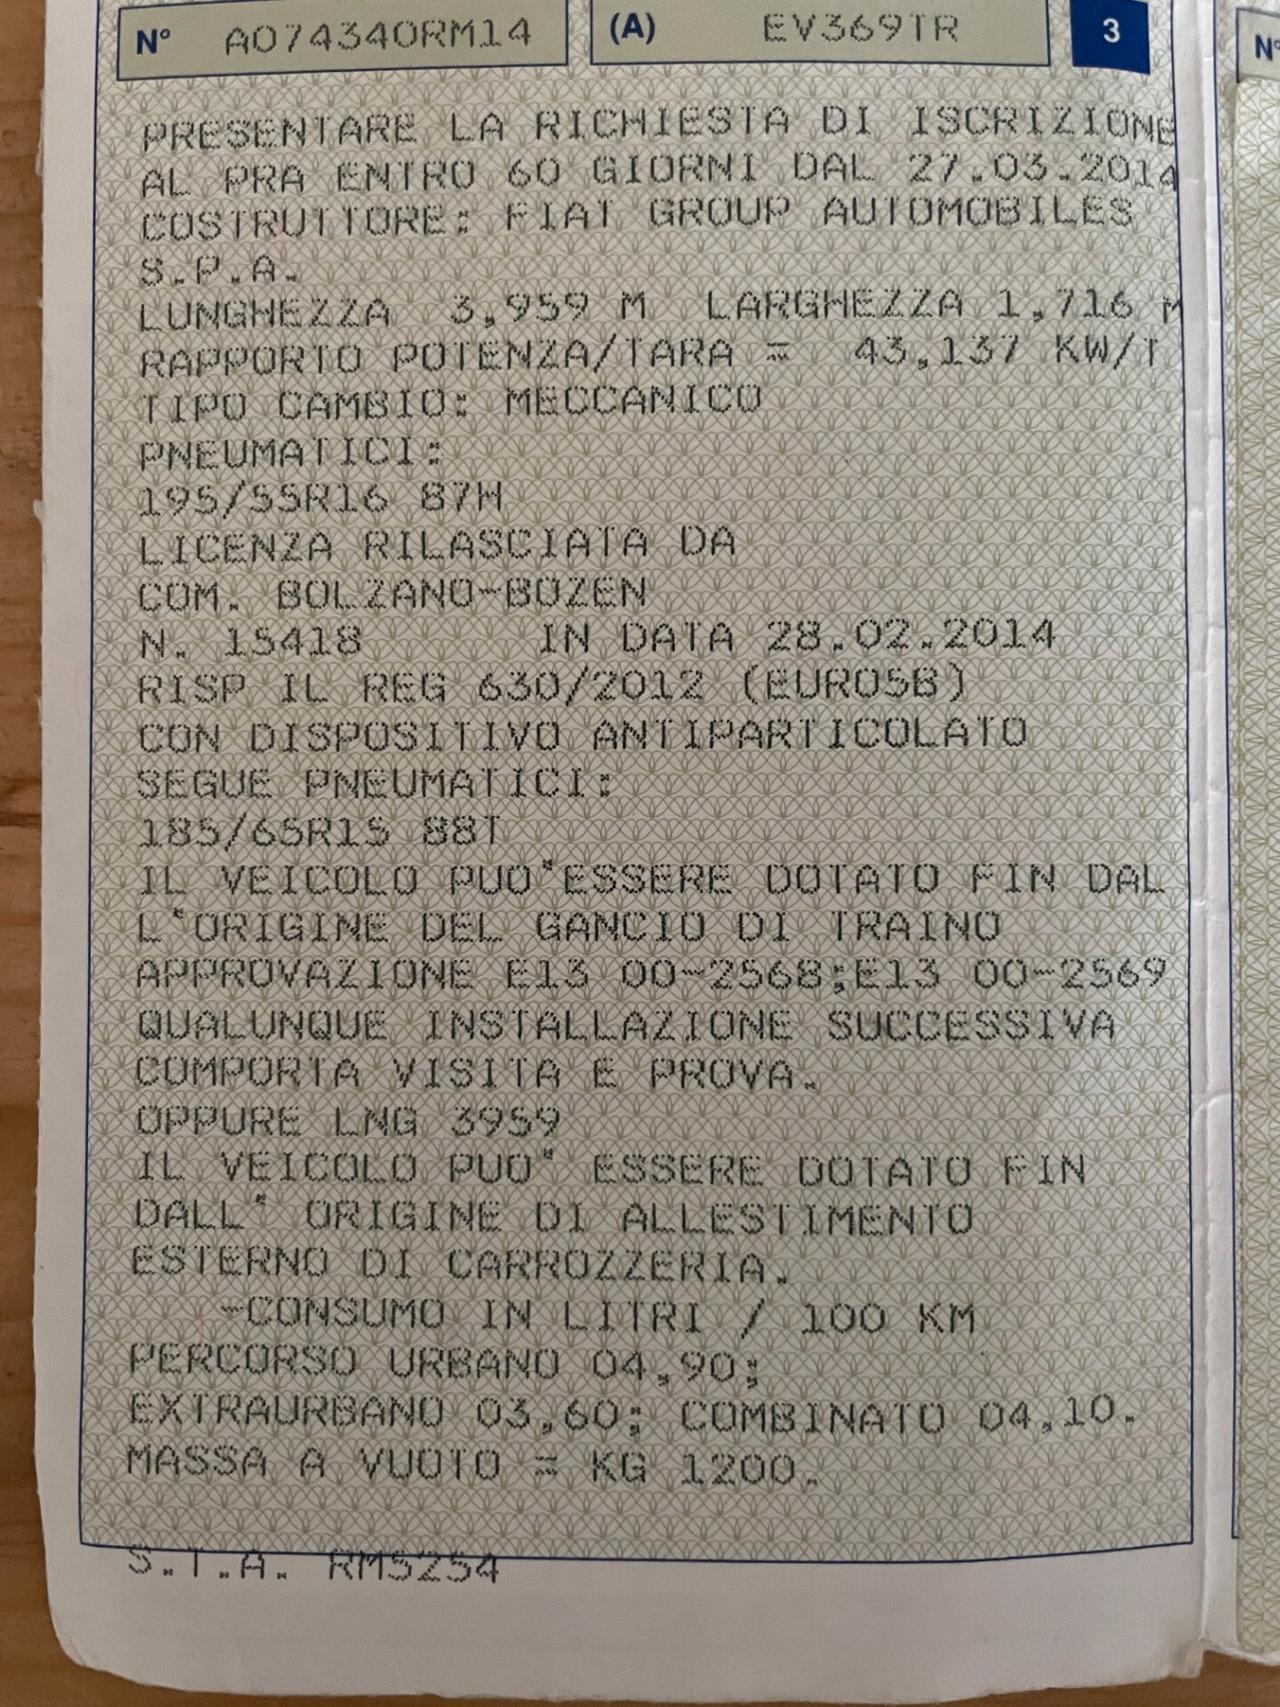 N° A074340RM14 (A) EV369TR 3
N°
PRESENTARE LA RICHIESTA DI ISCRIZIONE
AL PRA ENTRO 60 GIORNI DAL 27.03.2014
COSTRUTTORE: FIAT GROUP AUTOMOBILES
S.P.A.
LUNGHEZZA 3,959 M LARGHEZZA 1,716 M
RAPPORTO POTENZA/TARA = 43,137 KW/T
TIPO CAMBIO: MECCANICO
PNEUMATICI:
195/55R16 87H
LICENZA RILASCIATA DA
COM. BOLZANO-BOZEN
N. 15418 IN DATA 28.02.2014
RISP IL REG 630/2012 (EURO5B)
CON DISPOSITIVO ANTIPARTICOLATO
SEGUE PNEUMATICI:
185/65R15 88T
IL VEICOLO PUO"ESSERE DOTATO FIN DAL
L"ORIGINE DEL GANCIO DI TRAINO
APPROVAZIONE E13 00-2568;E13 00-2569
QUALUNQUE INSTALLAZIONE SUCCESSIVA
COMPORTA VISITA E PROVA.
OPPURE LNG 3959
IL VEICOLO PUO" ESSERE DOTATO FIN
DALL" ORIGINE DI ALLESTIMENTO
ESTERNO DI CARROZZERIA.
-CONSUMO IN LITRI / 100 KM
PERCORSO URBANO 04,90;
EXTRAURBANO 03,60; COMBINATO 04,10.
MASSA A VUOTO = KG 1200.
S.T.A. RM5254